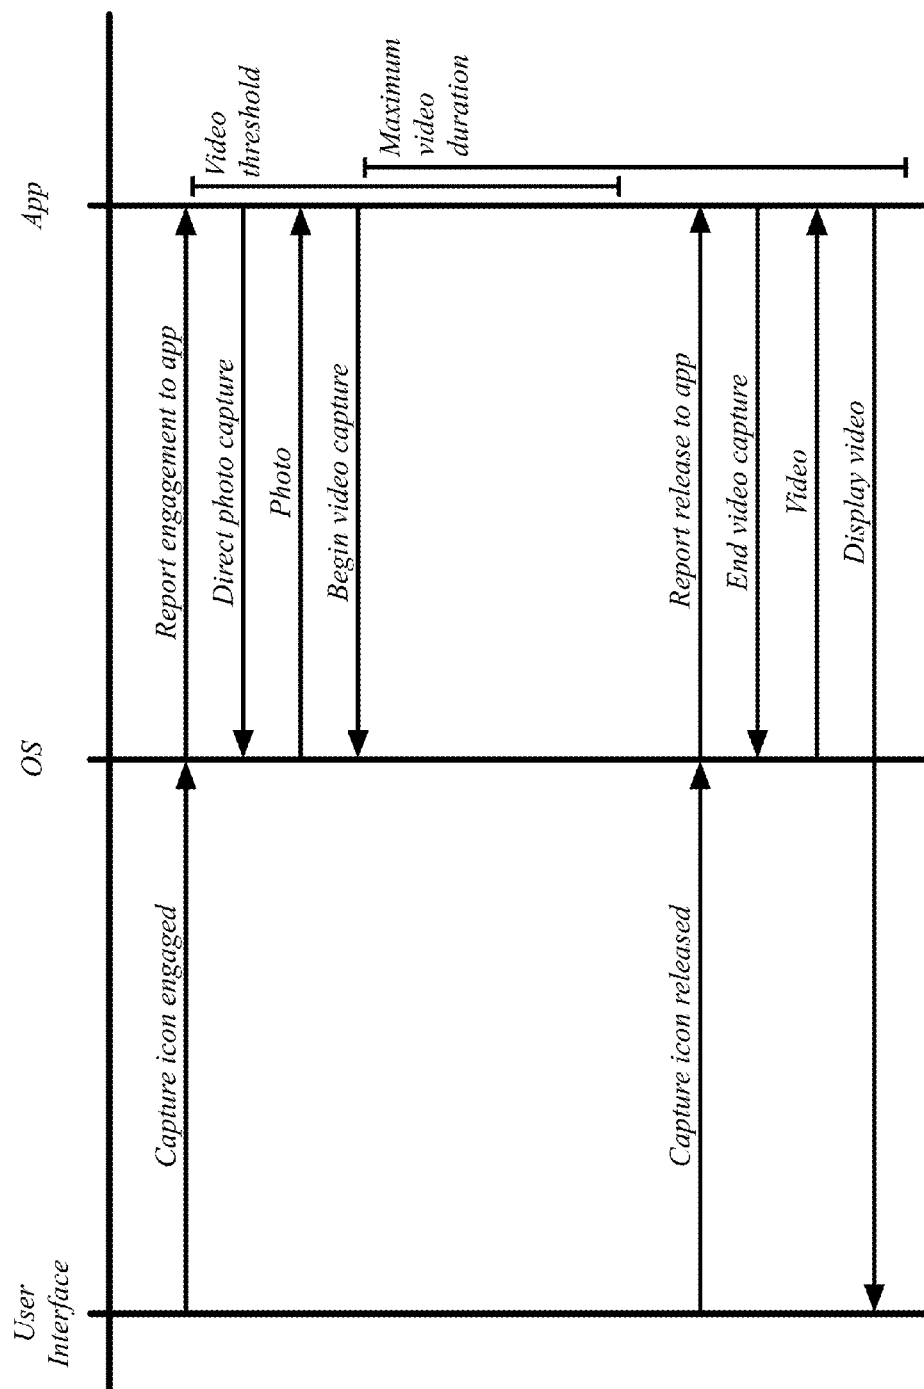 User
Interface
OS
App
Capture icon engaged
Report engagement to app
Direct photo capture
Photo
Begin video capture
Video
threshold
Maximum
video
duration
Capture icon released
Report release to app
End video capture
Video
Display video